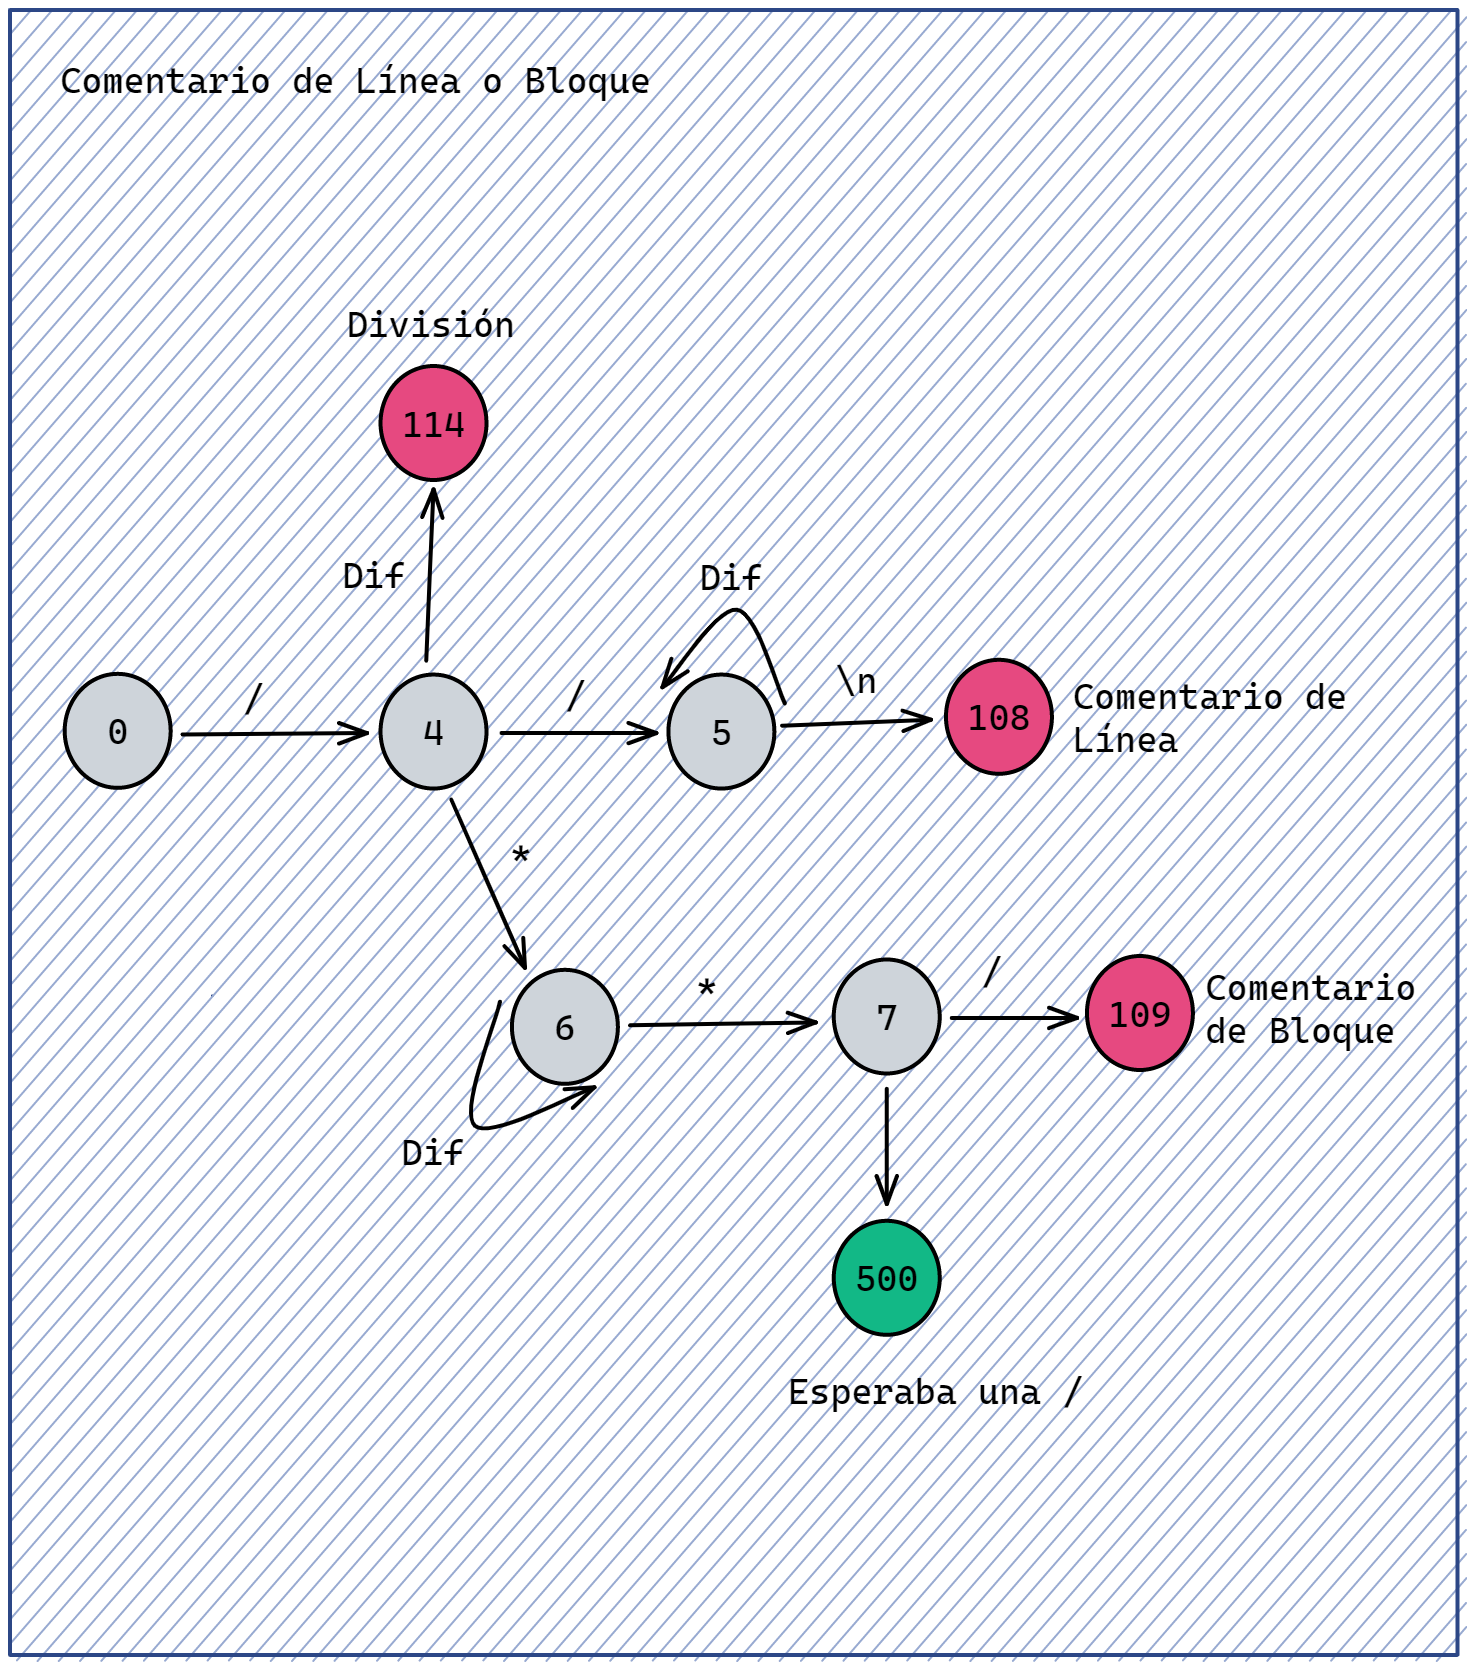 Comentario de Línea o Bloque
División
114
Dif
Dif
0
/
4
/
5
\n
108
Comentario de
Línea
*
6
*
7
/
109
Comentario
de Bloque
Dif
500
Esperaba una /